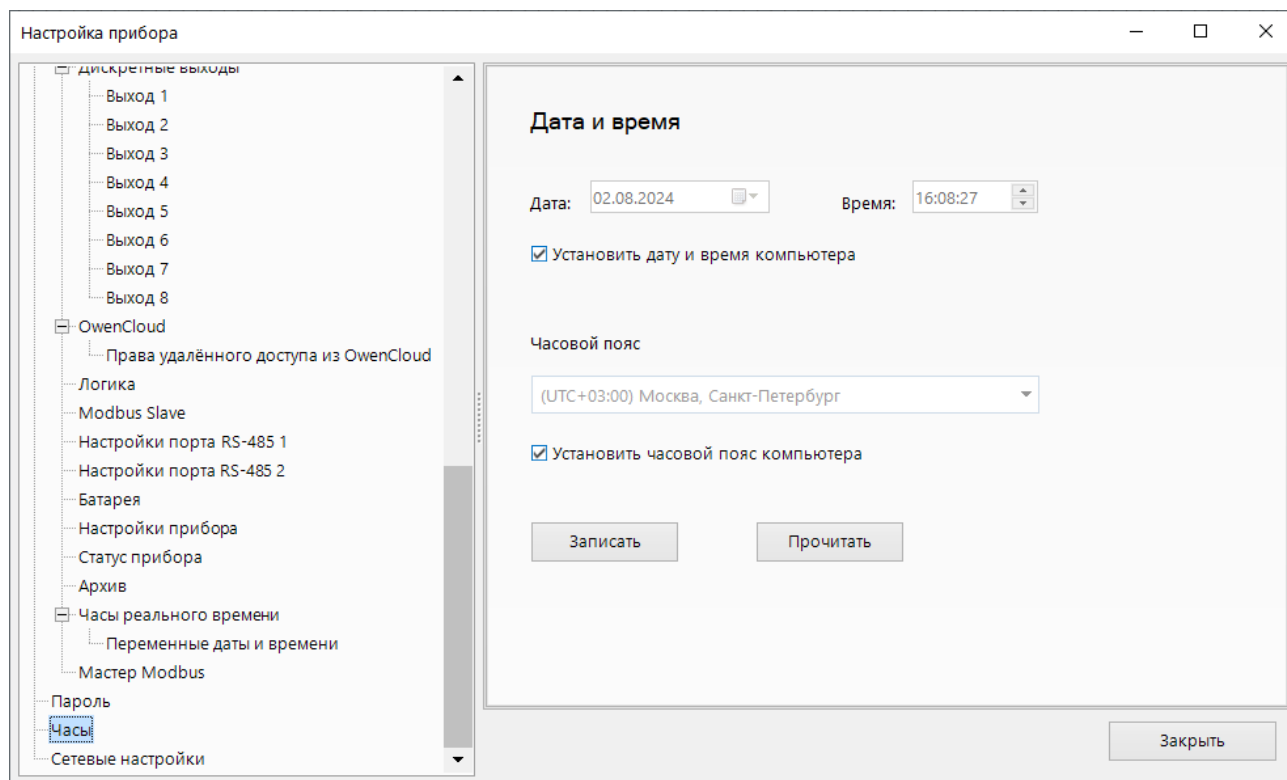 Настройка прибора
Дискретные выходы
Выход 1
Выход 2
Выход 3
Выход 4
Выход 5
Выход 6
Выход 7
Выход 8
OwenCloud
Права удалённого доступа из OwenCloud
Логика
Modbus Slave
Настройки порта RS-485 1
Настройки порта RS-485 2
Батарея
Настройки прибора
Статус прибора
Архив
Часы реального времени
Переменные даты и времени
Мастер Modbus
Пароль
Часы
Сетевые настройки
Дата и время
Дата: 02.08.2024 Время: 16:08:27
Установить дату и время компьютера
Часовой пояс
(UTC+03:00) Москва, Санкт-Петербург
Установить часовой пояс компьютера
Записать Прочитать
Закрыть